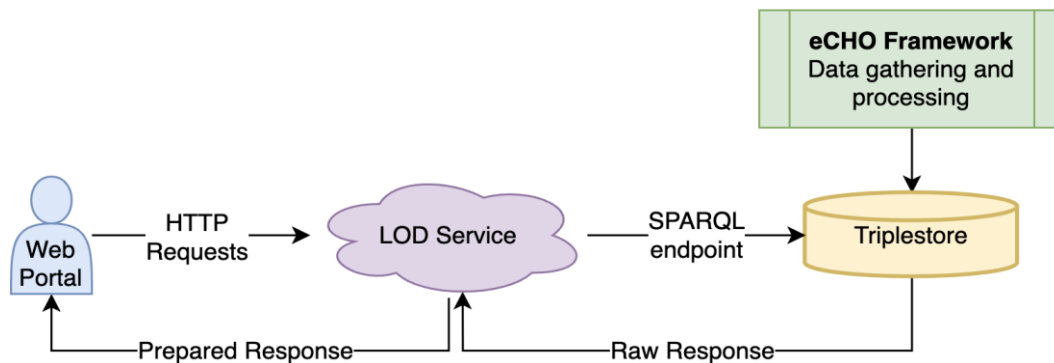 eCHO Framework
Data gathering and
processing
Web
Portal
HTTP
Requests
LOD Service
SPARQL
endpoint
Triplestore
Prepared Response
Raw Response